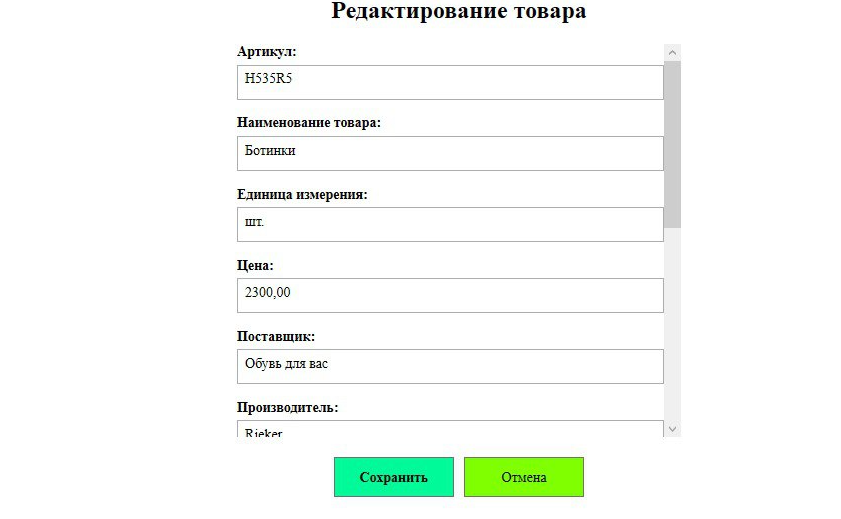 Редактирование товара
Артикул:
H535R5
Наименование товара:
Ботинки
Единица измерения:
шт.
Цена:
2300,00
Поставщик:
Обувь для вас
Производитель:
Rieker
Сохранить
Отмена